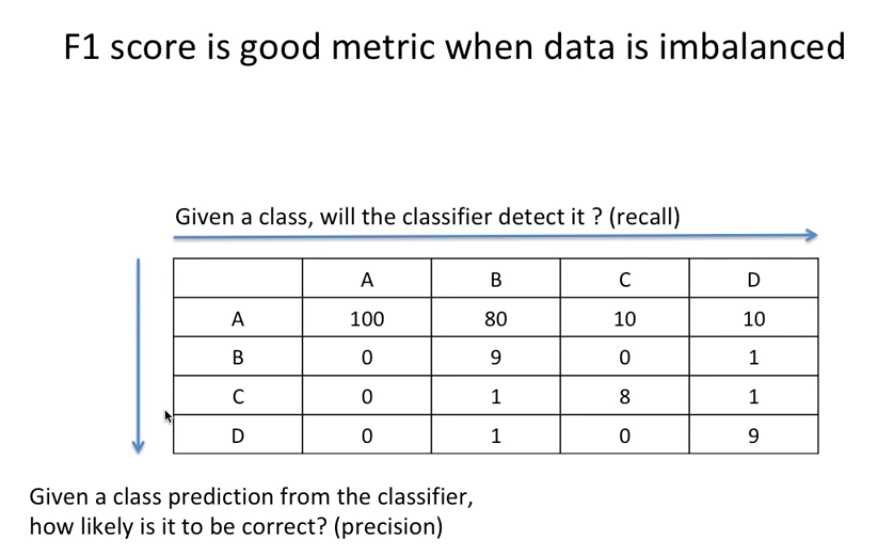 F1 score is good metric when data is imbalanced
Given a class, will the classifier detect it ? (recall)
A B C D
A 100 80 10 10
B 0 9 0 1
C 0 1 8 1
D 0 1 0 9
Given a class prediction from the classifier,
how likely is it to be correct? (precision)